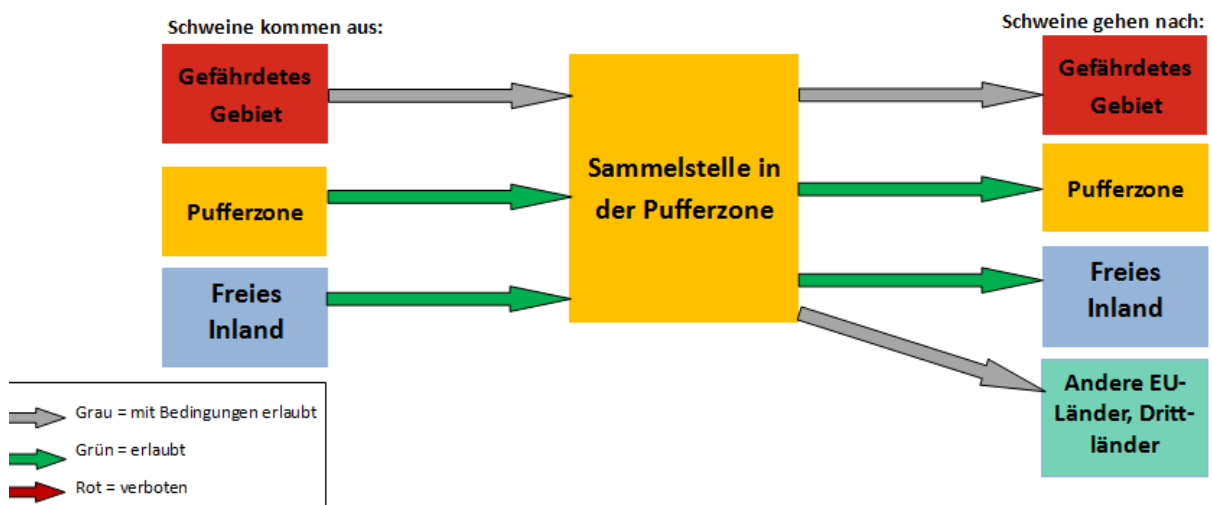 Schweine kommen aus:
Schweine gehen nach:
Gefährdetes
Gebiet
Pufferzone
Freies
Inland
Sammelstelle in
der Pufferzone
Gefährdetes
Gebiet
Pufferzone
Freies
Inland
Andere EU-
Länder, Dritt-
länder
Grau = mit Bedingungen erlaubt
Grün = erlaubt
Rot = verboten